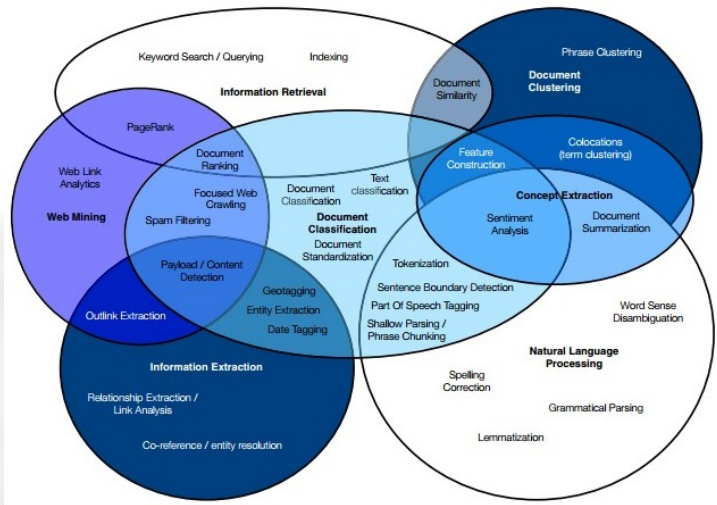 Keyword Search / Querying
Indexing
Information Retrieval
Phrase Clustering
Document
Clustering
Document
Similarity
PageRank
Web Link
Analytics
Web Mining
Document
Ranking
Focused Web
Crawling
Spam Filtering
Document
Classification
Text
classification
Document
Classification
Document
Standardization
Feature
Construction
Colocations
(term clustering)
Concept Extraction
Sentiment
Analysis
Document
Summarization
Payload / Content
Detection
Outlink Extraction
Geotagging
Entity Extraction
Date Tagging
Tokenization
Sentence Boundary Detection
Part Of Speech Tagging
Shallow Parsing /
Phrase Chunking
Word Sense
Disambiguation
Natural Language
Processing
Information Extraction
Relationship Extraction /
Link Analysis
Co-reference / entity resolution
Spelling
Correction
Grammatical Parsing
Lemmatization